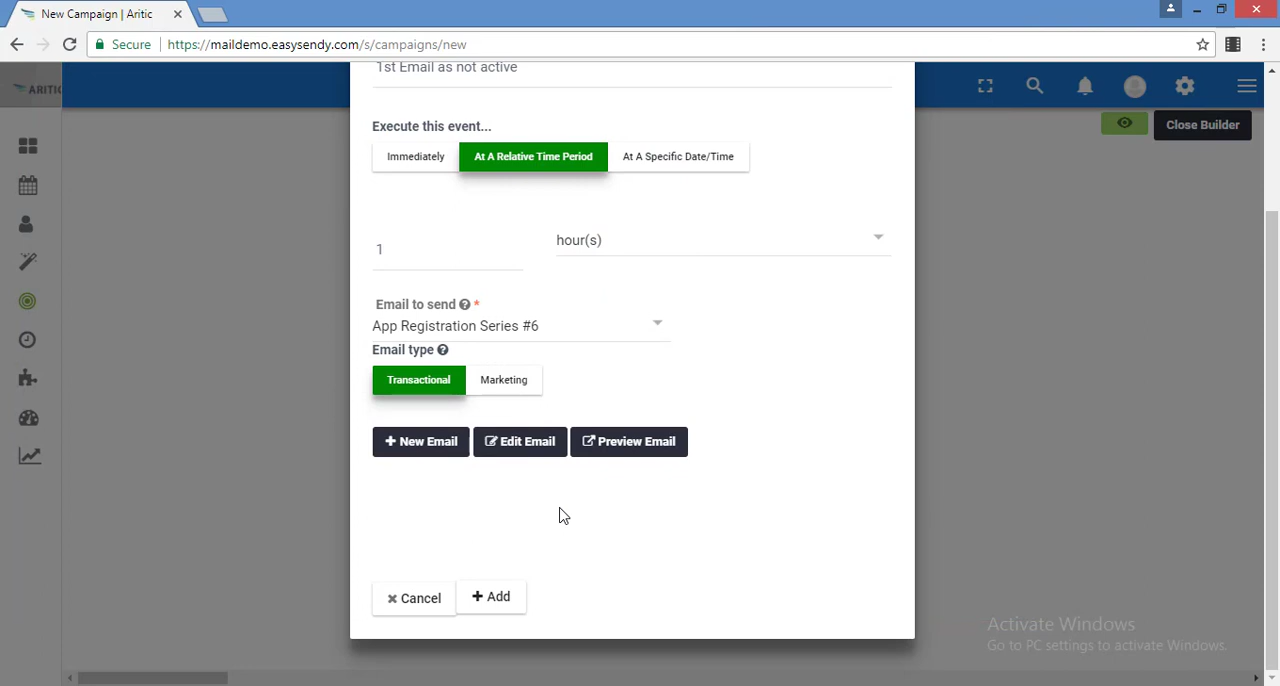 New Campaign | Aritic
Secure https://maildemo.easysendy.com/s/campaigns/new
ARITIC
1st Email as not active
Close Builder
Execute this event...
Immediately At A Relative Time Period At A Specific Date/Time
1 hour(s)
Email to send *
App Registration Series #6
Email type
Transactional Marketing
New Email Edit Email Preview Email
Cancel Add
Activate Windows
Go to PC settings to activate Windows.